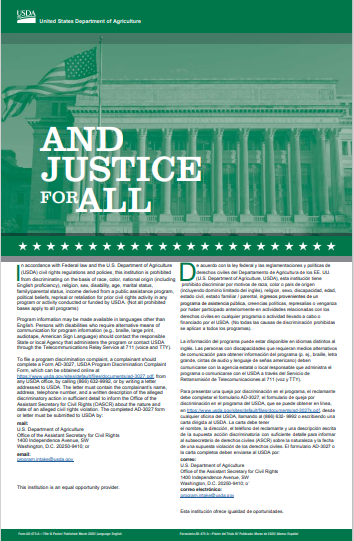 USDA
United States Department of Agriculture
AND
JUSTICE
FOR ALL
In accordance with Federal law and the U.S. Department of Agriculture
(USDA) civil rights regulations and policies, this institution is prohibited
from discriminating on the basis of race, color, national origin (including
English proficiency), religion, sex, disability, age, marital status,
family/parental status, income derived from a public assistance program,
political beliefs, reprisal or retaliation for prior civil rights activity in any
program or activity conducted or funded by USDA. (Not all prohibited
bases apply to all programs)
Program information may be made available in languages other than
English. Persons with disabilities who require alternative means of
communication for program information (e.g., braille, large print,
audiotape, American Sign Language) should contact the responsible
State or local Agency that administers the program or contact USDA
through the Telecommunications Relay Service at 711 (voice and TTY).
To file a program discrimination complaint, a complainant should
complete a Form AD-3027, USDA Program Discrimination Complaint
Form, which can be obtained online at
https://www.usda.gov/sites/default/files/documents/ad-3027.pdf, from
any USDA office, by calling (866) 632-9992, or by writing a letter
addressed to USDA. The letter must contain the complainant's name,
address, telephone number, and a written description of the alleged
discriminatory action in sufficient detail to inform the Office of the
Assistant Secretary for Civil Rights (OASCR) about the nature and
date of an alleged civil rights violation. The completed AD-3027 form
or letter must be submitted to USDA by:
mail:
U.S. Department of Agriculture
Office of the Assistant Secretary for Civil Rights
1400 Independence Avenue, SW
Washington, D.C. 20250-9410; or
email:
program.intake@usda.gov
This institution is an equal opportunity provider.
De acuerdo con la ley federal y las reglamentaciones y políticas de
derechos civiles del Departamento de Agricultura de los EE. UU.
(U.S. Department of Agriculture, USDA), esta institución tiene
prohibido discriminar por motivos de raza, color o país de origen
(incluyendo dominio limitado del inglés), religión, sexo, discapacidad, edad,
estado civil, estado familiar / parental, ingresos provenientes de un
programa de asistencia pública, creencias políticas, represalias o venganza
por haber participado anteriormente en actividades relacionadas con los
derechos civiles en cualquier programa o actividad llevado a cabo o
financiado por el USDA. (No todas las causas de discriminación prohibidas
se aplican a todos los programas).
La información del programa puede estar disponible en idiomas distintos al
inglés. Las personas con discapacidades que requieran medios alternativos
de comunicación para obtener información del programa (p. ej., braille, letra
grande, cintas de audio y lenguaje de señas americano) deben
comunicarse con la agencia estatal o local responsable que administra el
programa o comunicarse con el USDA a través del Servicio de
Retransmisión de Telecomunicaciones al 711 (voz y TTY).
Para presentar una queja por discriminación en el programa, el reclamante
debe completar el formulario AD-3027, el formulario de queja por
discriminación en el programa del USDA, que se puede obtener en línea,
en https://www.usda.gov/sites/default/files/documents/ad-3027s.pdf, desde
cualquier oficina del USDA, llamando al (866) 632-9992 o escribiendo una
carta dirigida al USDA. La carta debe tener
el nombre, la dirección, el teléfono del reclamante y una descripción escrita
de la supuesta acción discriminatoria con suficiente detalle para informar
al subsecretario de derechos civiles (ASCR) sobre la naturaleza y la fecha
de una supuesta violación de los derechos civiles. El formulario AD-3027 o
la carta completa deben enviarse al USDA por:
correo:
U.S. Department of Agriculture
Office of the Assistant Secretary for Civil Rights
1400 Independence Avenue, SW
Washington, D.C. 20250-9410; o
correo electrónico:
program.intake@usda.gov
Esta institución ofrece igualdad de oportunidades.